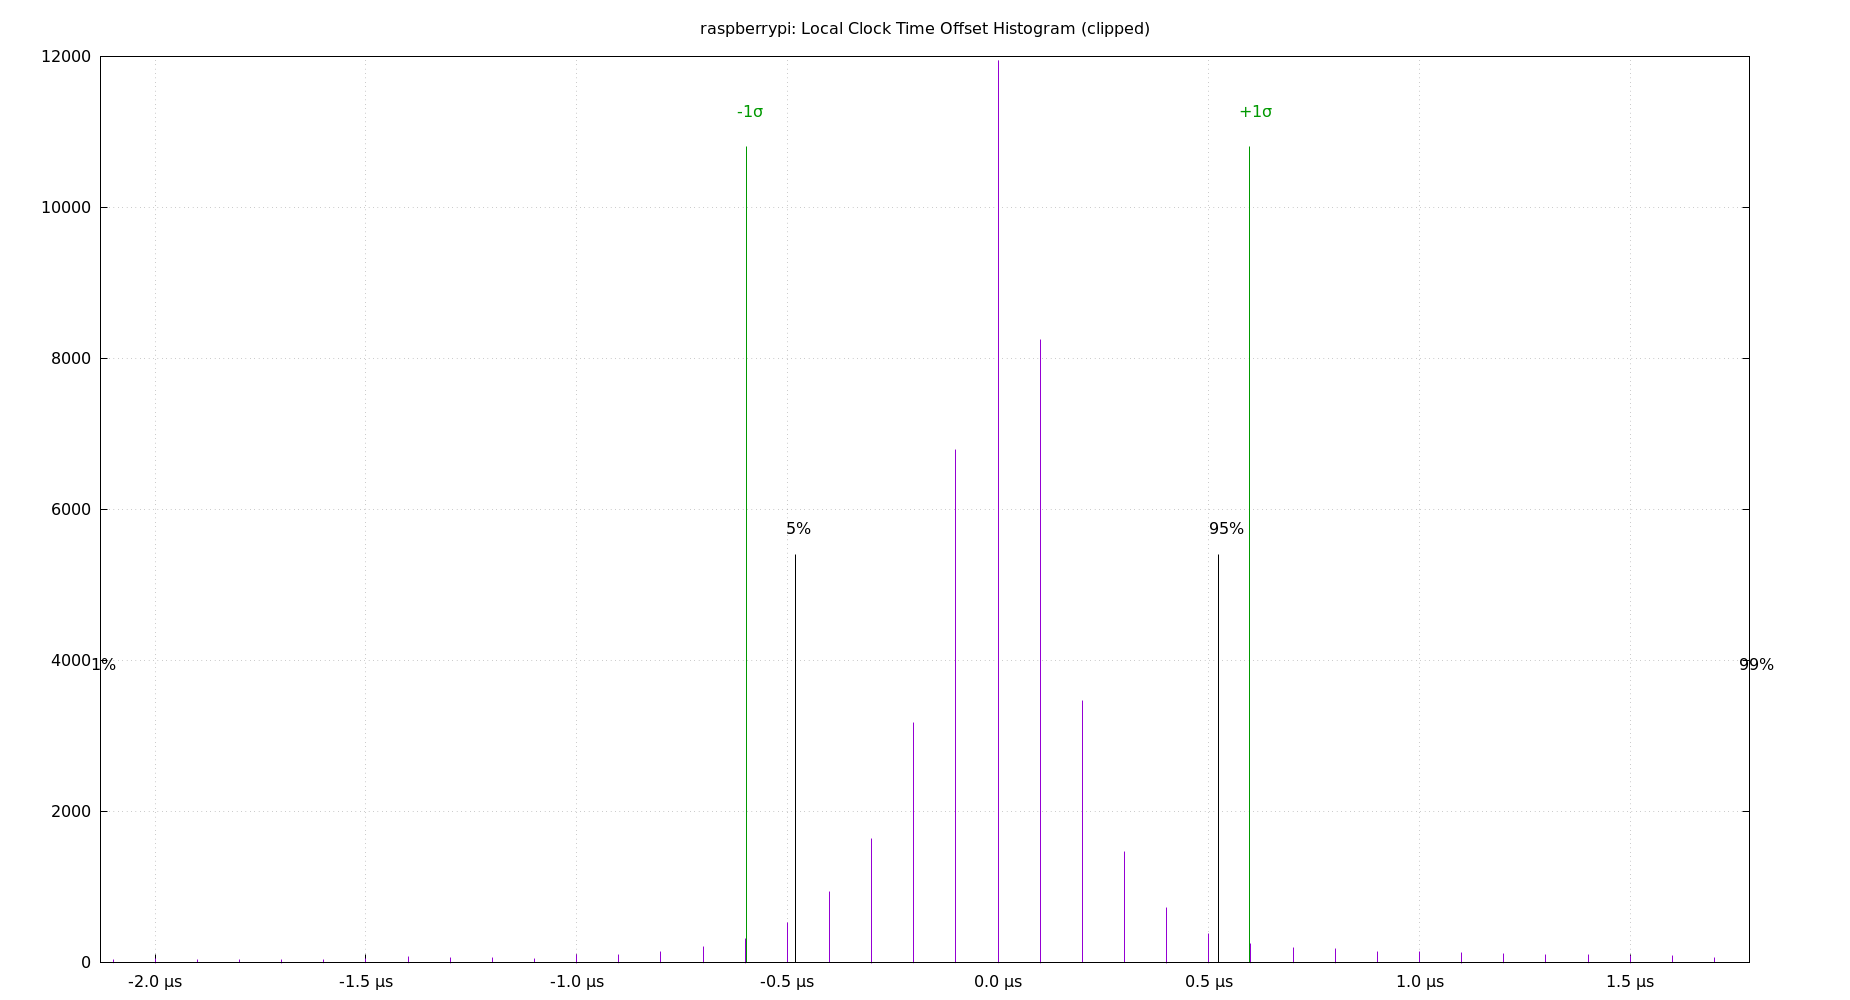 raspberrypi: Local Clock Time Offset Histogram (clipped)
12000
-1σ
+1σ
10000
8000
6000
5%
95%
4000
1%
99%
2000
0
-2.0 µs
-1.5 µs
-1.0 µs
-0.5 µs
0.0 µs
0.5 µs
1.0 µs
1.5 µs